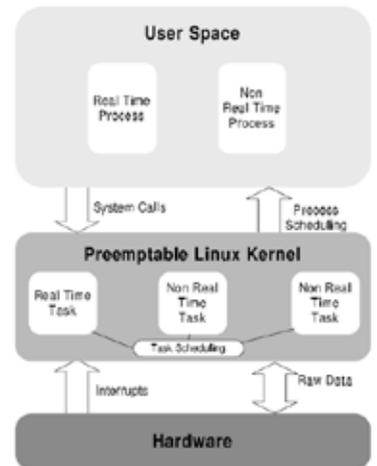 User Space
Real Time
Process
Non
Real Time
Process
System Calls
Process
Scheduling
Preemptable Linux Kernel
Real Time
Task
Non Real
Time
Task
Non Real
Time
Task
Task Scheduling
Interrupts
Raw Data
Hardware